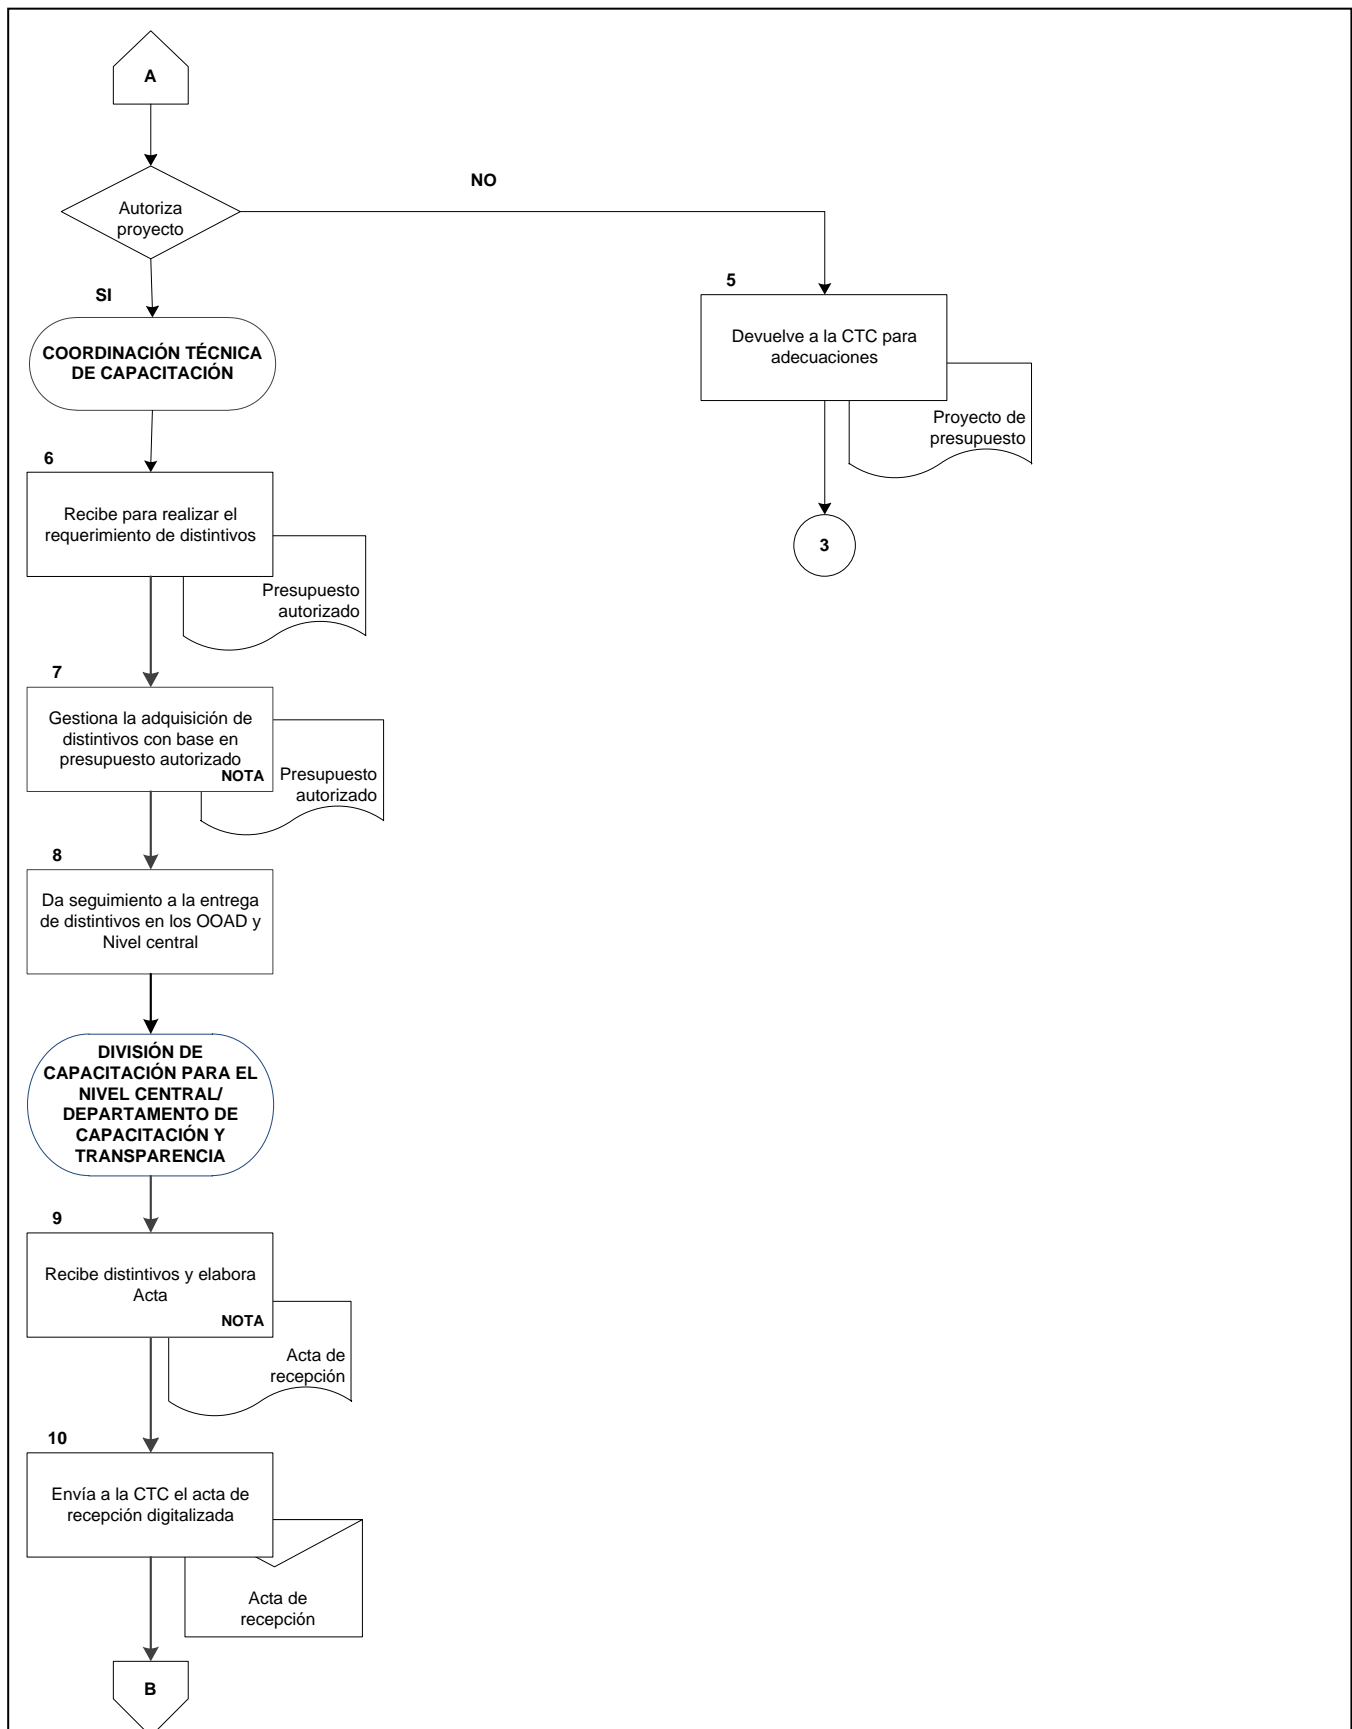 A
Autoriza
proyecto
NO
SI
5
Devuelve a la CTC para
adecuaciones
Proyecto de
presupuesto
3
COORDINACIÓN TÉCNICA
DE CAPACITACIÓN
6
Recibe para realizar el
requerimiento de distintivos
Presupuesto
autorizado
7
Gestiona la adquisición de
distintivos con base en
presupuesto autorizado
NOTA
Presupuesto
autorizado
8
Da seguimiento a la entrega
de distintivos en los OOAD y
Nivel central
DIVISIÓN DE
CAPACITACIÓN PARA EL
NIVEL CENTRAL/
DEPARTAMENTO DE
CAPACITACIÓN Y
TRANSPARENCIA
9
Recibe distintivos y elabora
Acta
NOTA
Acta de
recepción
10
Envía a la CTC el acta de
recepción digitalizada
Acta de
recepción
B